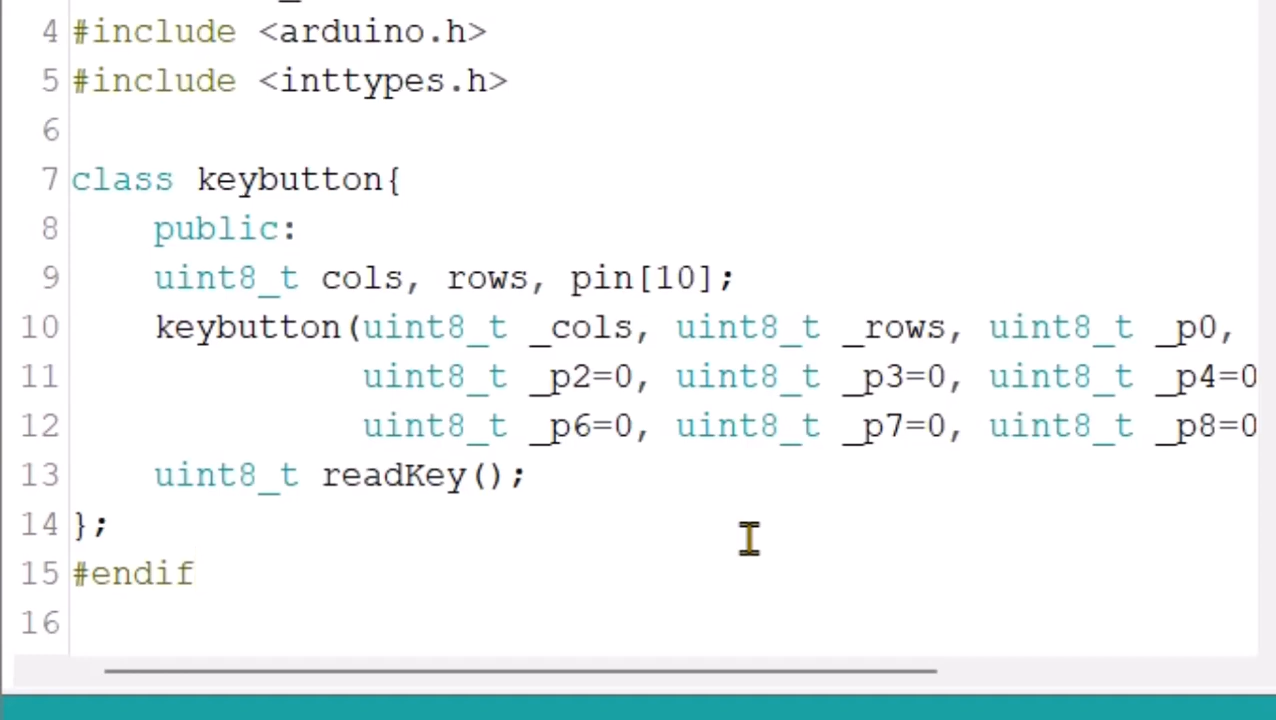 4 #include <arduino.h>
5 #include <inttypes.h>
6
7 class keybutton{
8     public:
9     uint8_t cols, rows, pin[10];
10     keybutton(uint8_t _cols, uint8_t _rows, uint8_t _p0,
11               uint8_t _p2=0, uint8_t _p3=0, uint8_t _p4=0
12               uint8_t _p6=0, uint8_t _p7=0, uint8_t _p8=0
13     uint8_t readKey();
14 };
15 #endif
16